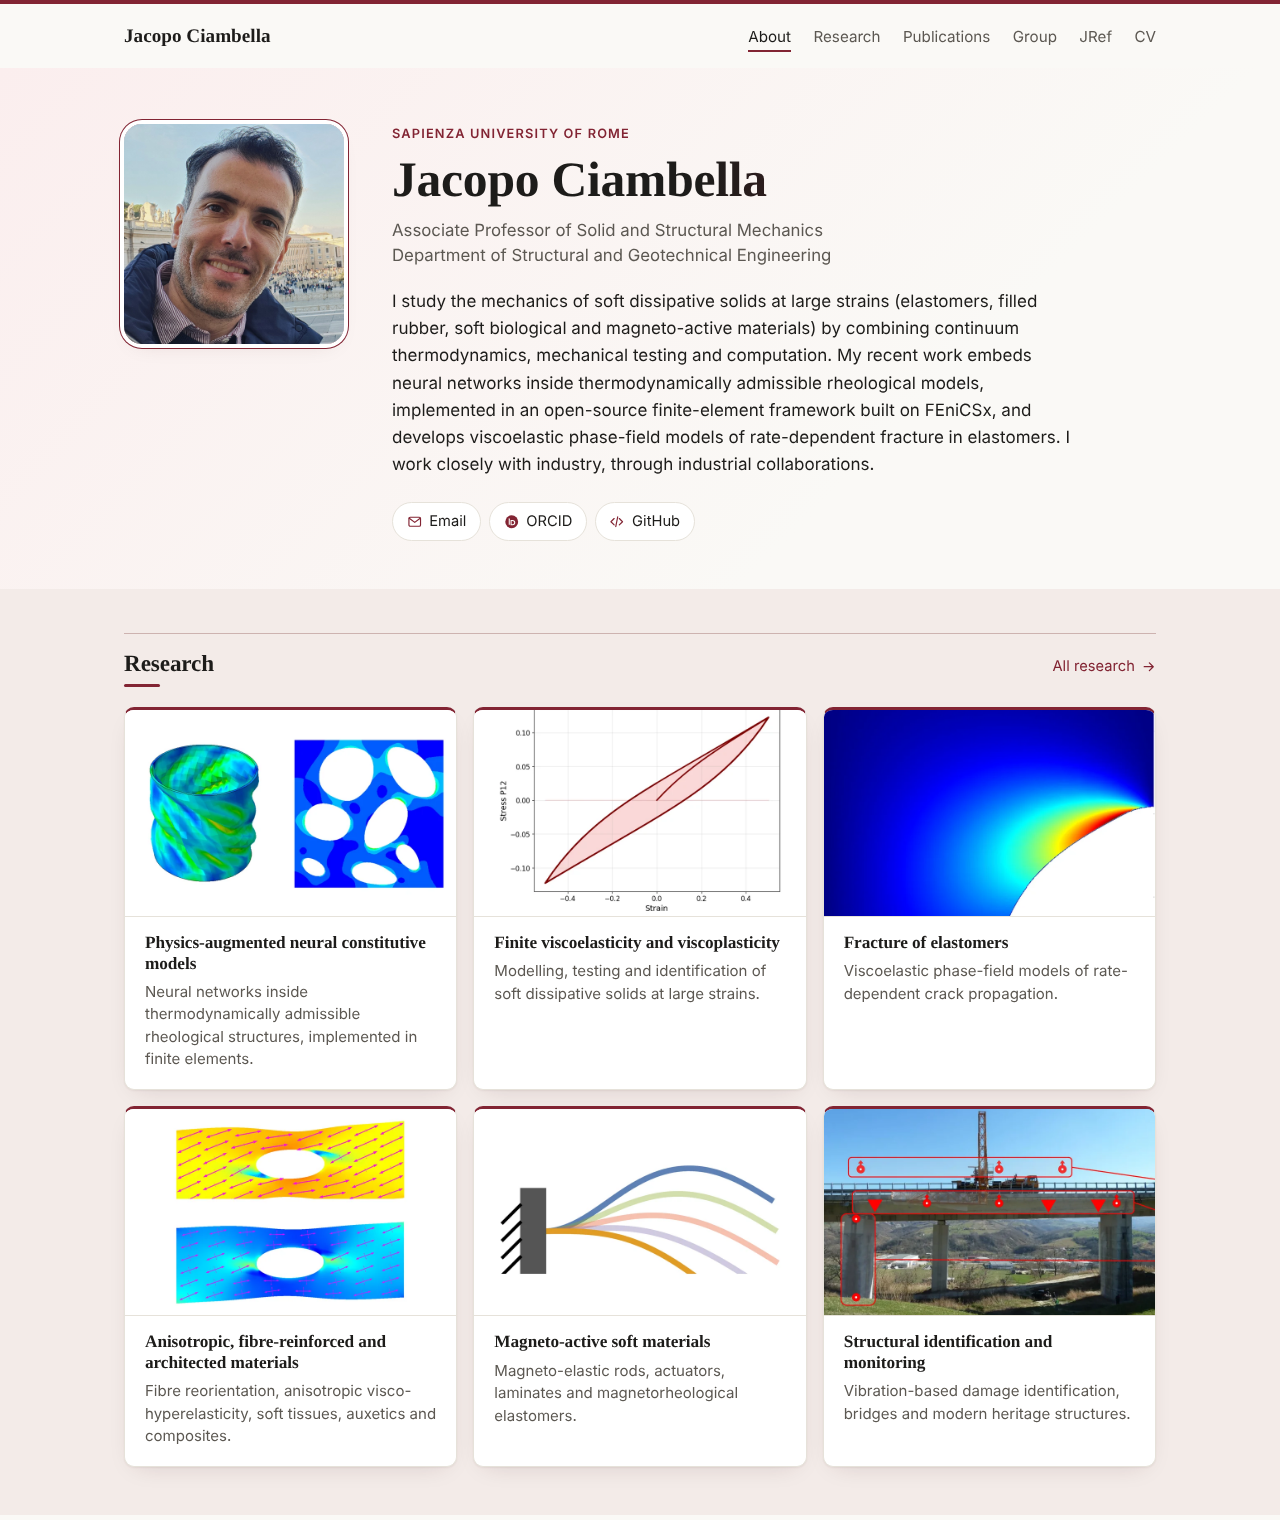 Jacopo Ciambella
About Research Publications Group JRef CV
SAPIENZA UNIVERSITY OF ROME
Jacopo Ciambella
Associate Professor of Solid and Structural Mechanics
Department of Structural and Geotechnical Engineering
I study the mechanics of soft dissipative solids at large strains (elastomers, filled
rubber, soft biological and magneto-active materials) by combining continuum
thermodynamics, mechanical testing and computation. My recent work embeds
neural networks inside thermodynamically admissible rheological models,
implemented in an open-source finite-element framework built on FEniCSx, and
develops viscoelastic phase-field models of rate-dependent fracture in elastomers. I
work closely with industry, through industrial collaborations.
Email
ORCID
GitHub
Research
All research →
0.10
0.05
0.00
−0.05
−0.10
Stress P12
−0.4 −0.2 0.0 0.2 0.4
Strain
Physics-augmented neural constitutive
models
Neural networks inside
thermodynamically admissible
rheological structures, implemented in
finite elements.
Finite viscoelasticity and viscoplasticity
Modelling, testing and identification of
soft dissipative solids at large strains.
Fracture of elastomers
Viscoelastic phase-field models of rate-
dependent crack propagation.
Anisotropic, fibre-reinforced and
architected materials
Fibre reorientation, anisotropic visco-
hyperelasticity, soft tissues, auxetics and
composites.
Magneto-active soft materials
Magneto-elastic rods, actuators,
laminates and magnetorheological
elastomers.
Structural identification and
monitoring
Vibration-based damage identification,
bridges and modern heritage structures.